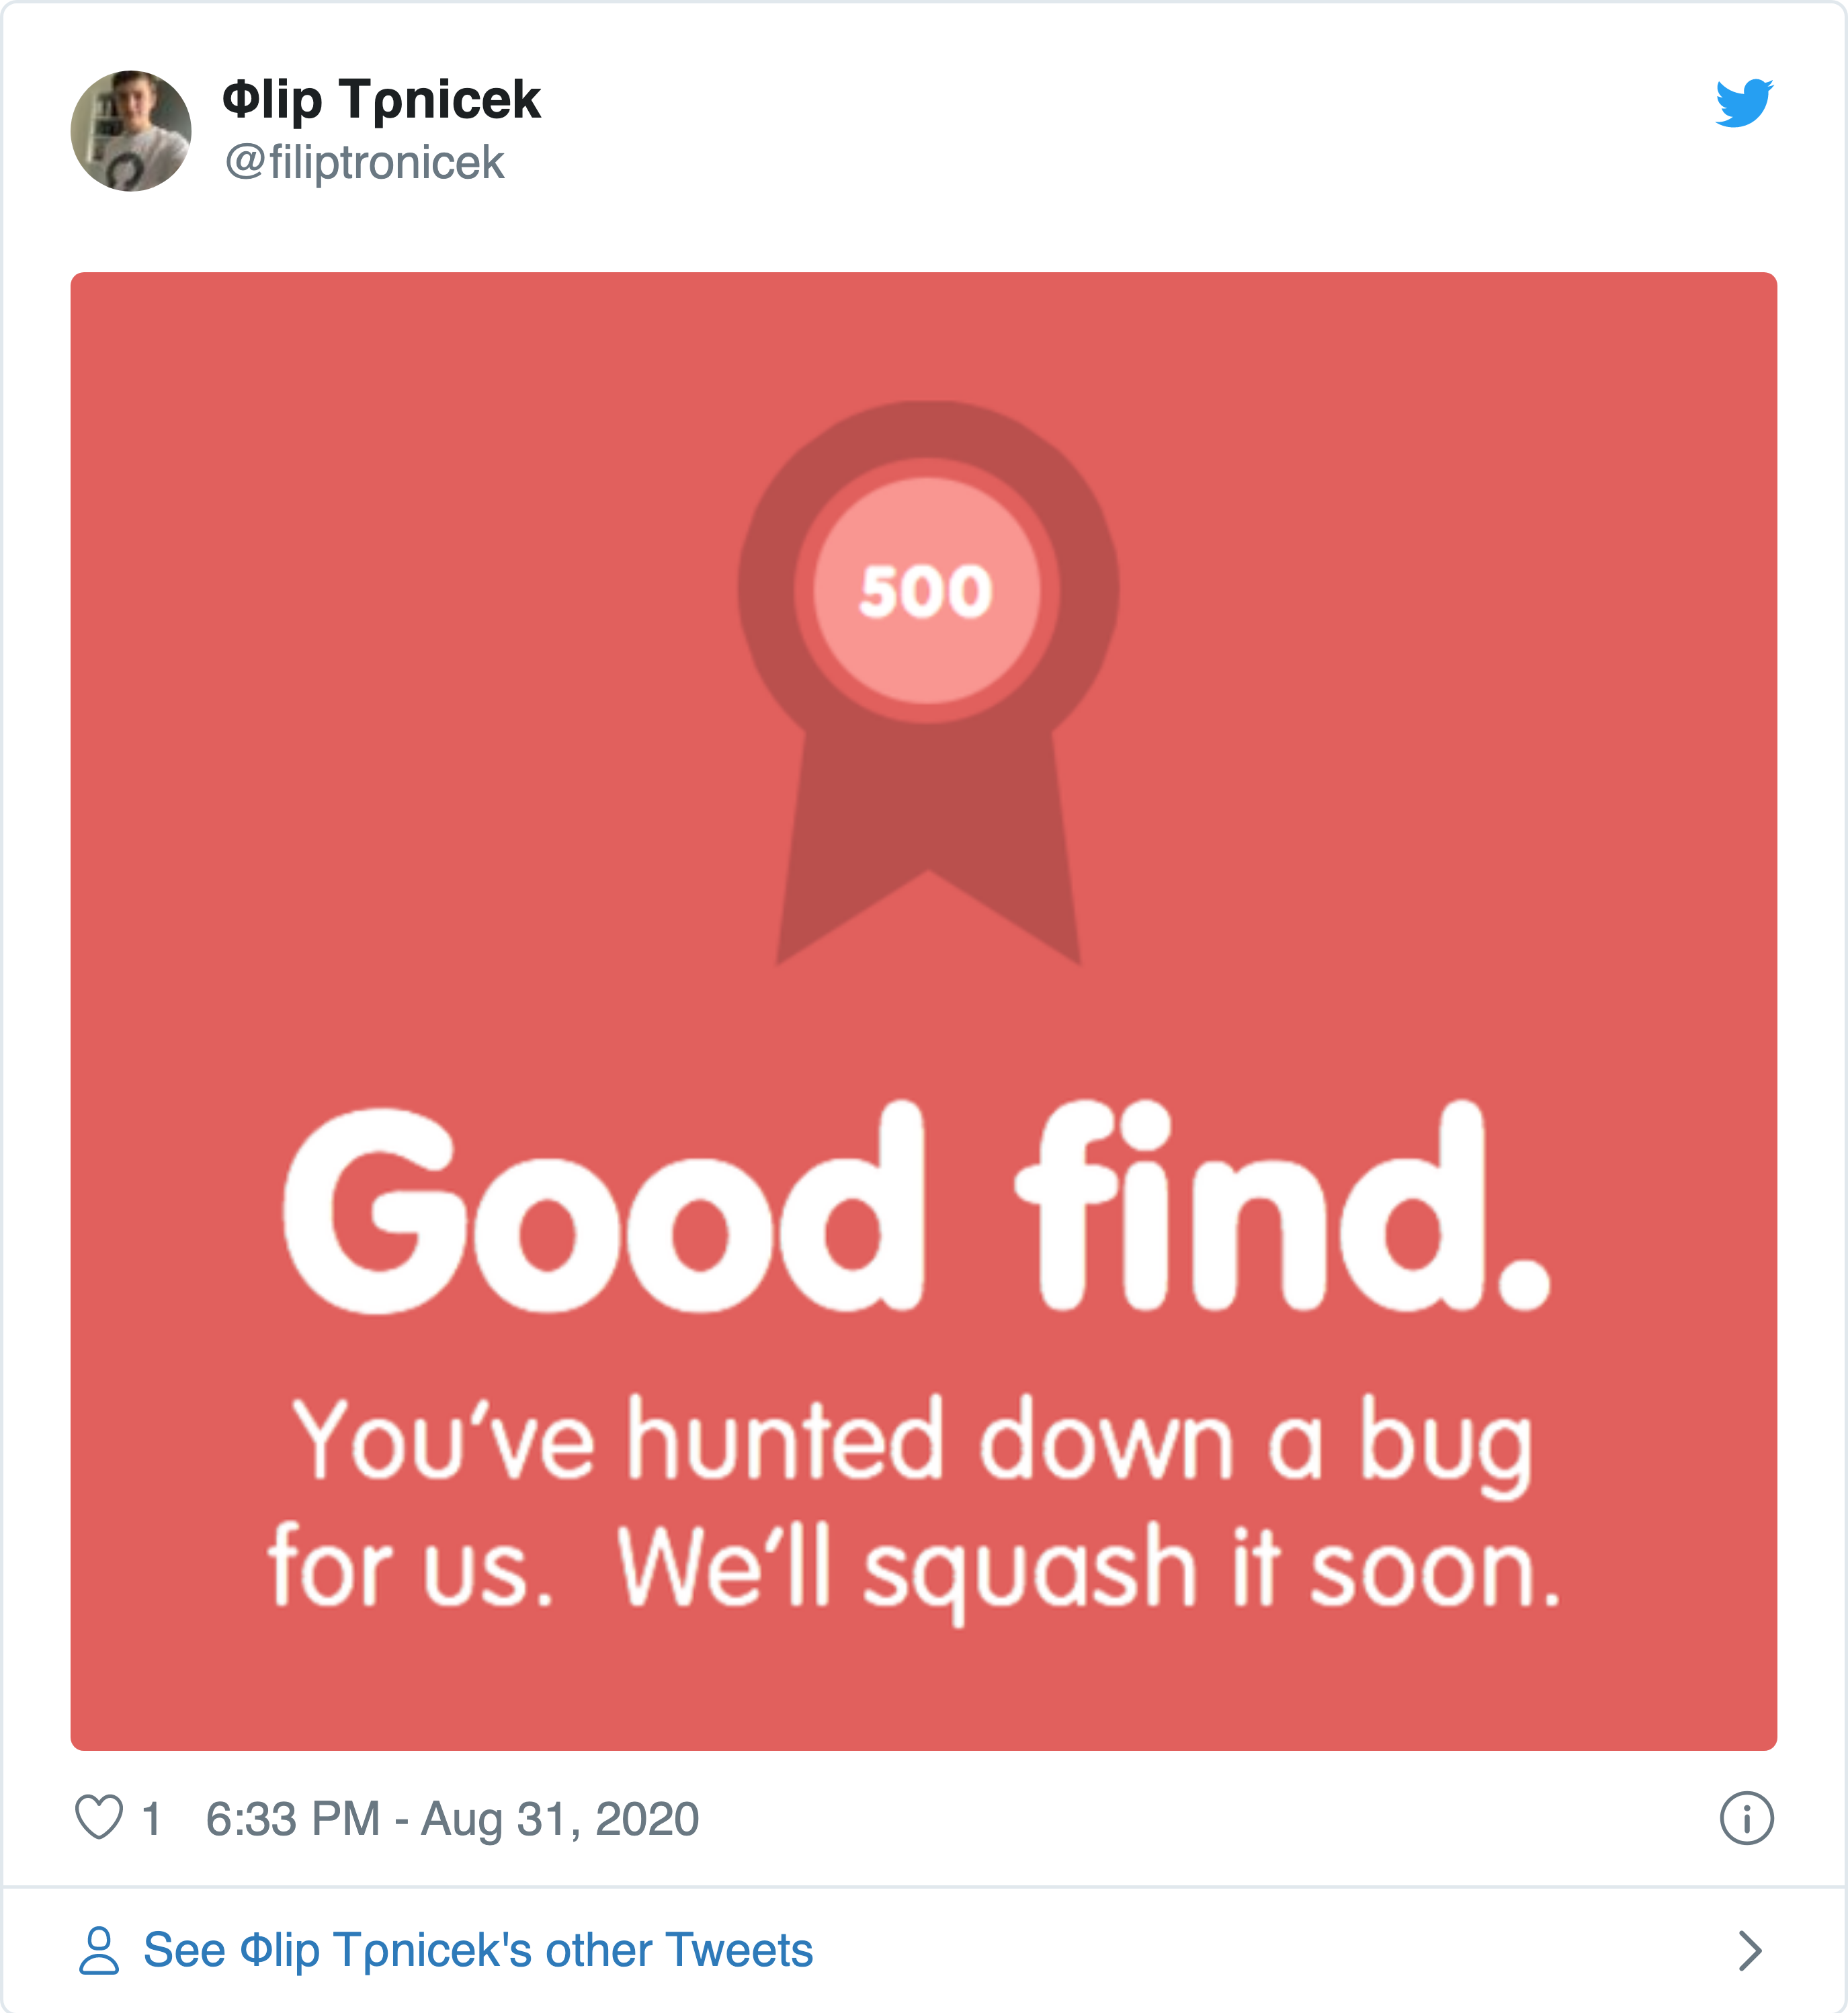 Φlip Tρnicek
@filiptronicek
500
Good find.
You've hunted down a bug
for us. We'll squash it soon.
1 6:33 PM - Aug 31, 2020
See Φlip Tρnicek's other Tweets